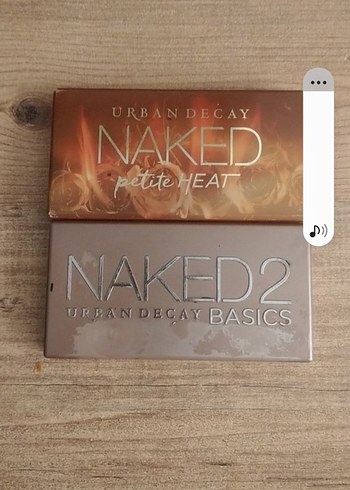 URBAN DECAY
NAKED
petite HEAT
NAKED2
URBAN DECAY BASICS